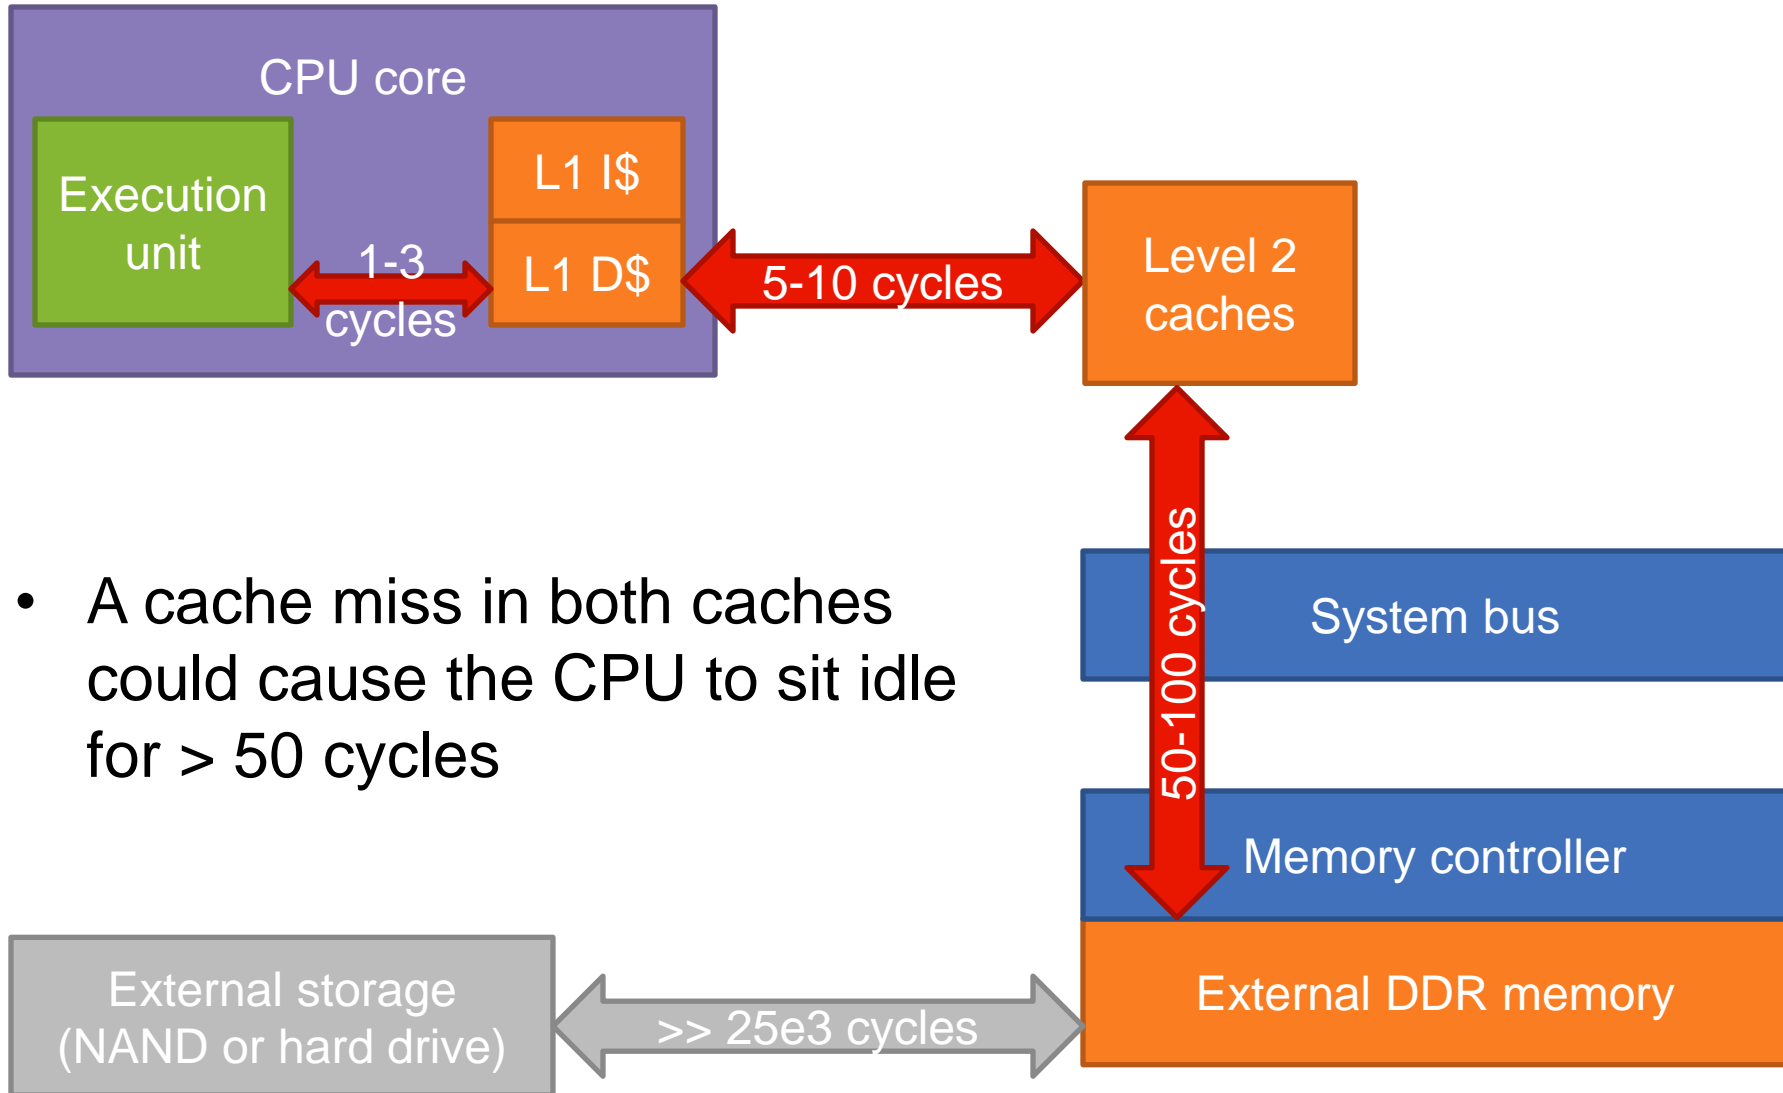 CPU core
Execution
unit
1-3
cycles
L1 I$
L1 D$
5-10 cycles
Level 2
caches
50-100 cycles
System bus
• A cache miss in both caches
could cause the CPU to sit idle
for > 50 cycles
Memory controller
External DDR memory
External storage
(NAND or hard drive)
>> 25e3 cycles